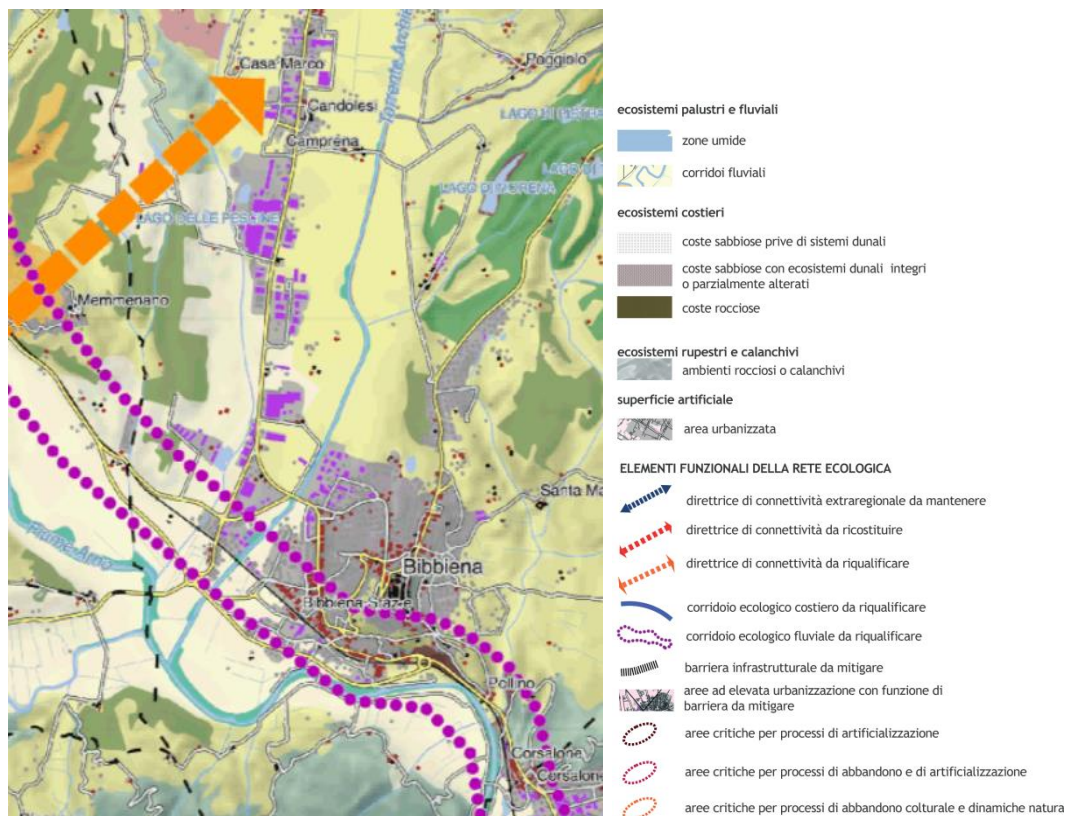 Casa Marco
Poggiolo
Torrente Archiano
Candolesi
Camprena
LAGO DELLE PESCINE
Memmenano
Santa Ma
Bibbiena
Bibbiena Stazie
Pollino
Corsalone
Corsalone
ecosistemi palustri e fluviali
zone umide
corridoi fluviali
ecosistemi costieri
coste sabbiose prive di sistemi dunali
coste sabbiose con ecosistemi dunali integri
o parzialmente alterati
coste rocciose
ecosistemi rupestri e calanchivi
ambienti rocciosi o calanchivi
superficie artificiale
area urbanizzata
ELEMENTI FUNZIONALI DELLA RETE ECOLOGICA
direttrice di connettività extraregionale da mantenere
direttrice di connettività da ricostituire
direttrice di connettività da riqualificare
corridoio ecologico costiero da riqualificare
corridoio ecologico fluviale da riqualificare
barriera infrastrutturale da mitigare
aree ad elevata urbanizzazione con funzione di
barriera da mitigare
aree critiche per processi di artificializzazione
aree critiche per processi di abbandono e di artificializzazione
aree critiche per processi di abbandono colturale e dinamiche natura